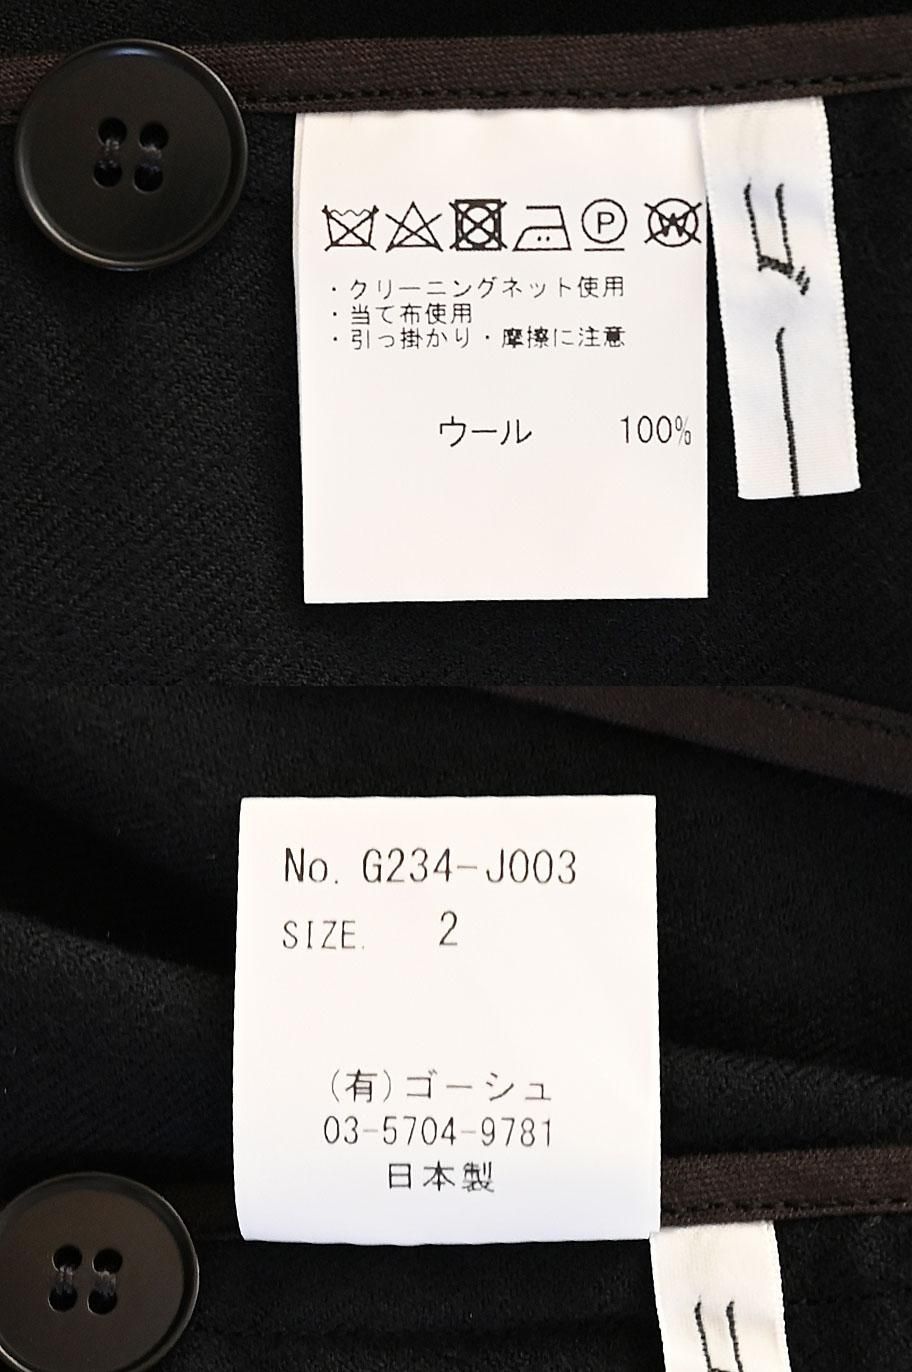 ・クリーニングネット使用
・当て布使用
・引っ掛かり・摩擦に注意
ウール 100%
No. G234-J003
SIZE. 2
(有)ゴーシュ
03-5704-9781
日本製